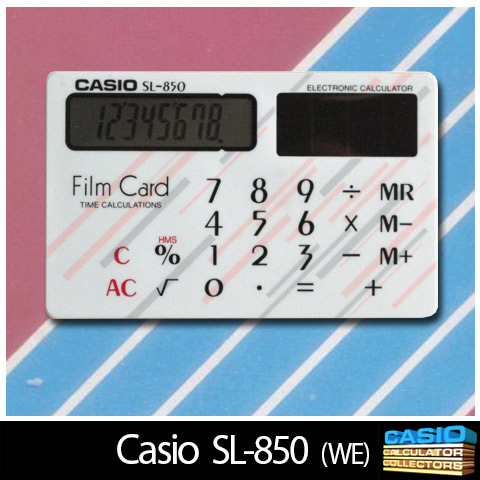 CASIO SL-850
ELECTRONIC CALCULATOR
12345678.
Film Card
TIME CALCULATIONS
7 8 9 ÷ MR
4 5 6 × M−
HMS
C % 1 2 3 − M+
AC √ 0 · = +
Casio SL-850 (WE)
CASIO
CALCULATOR
COLLECTORS